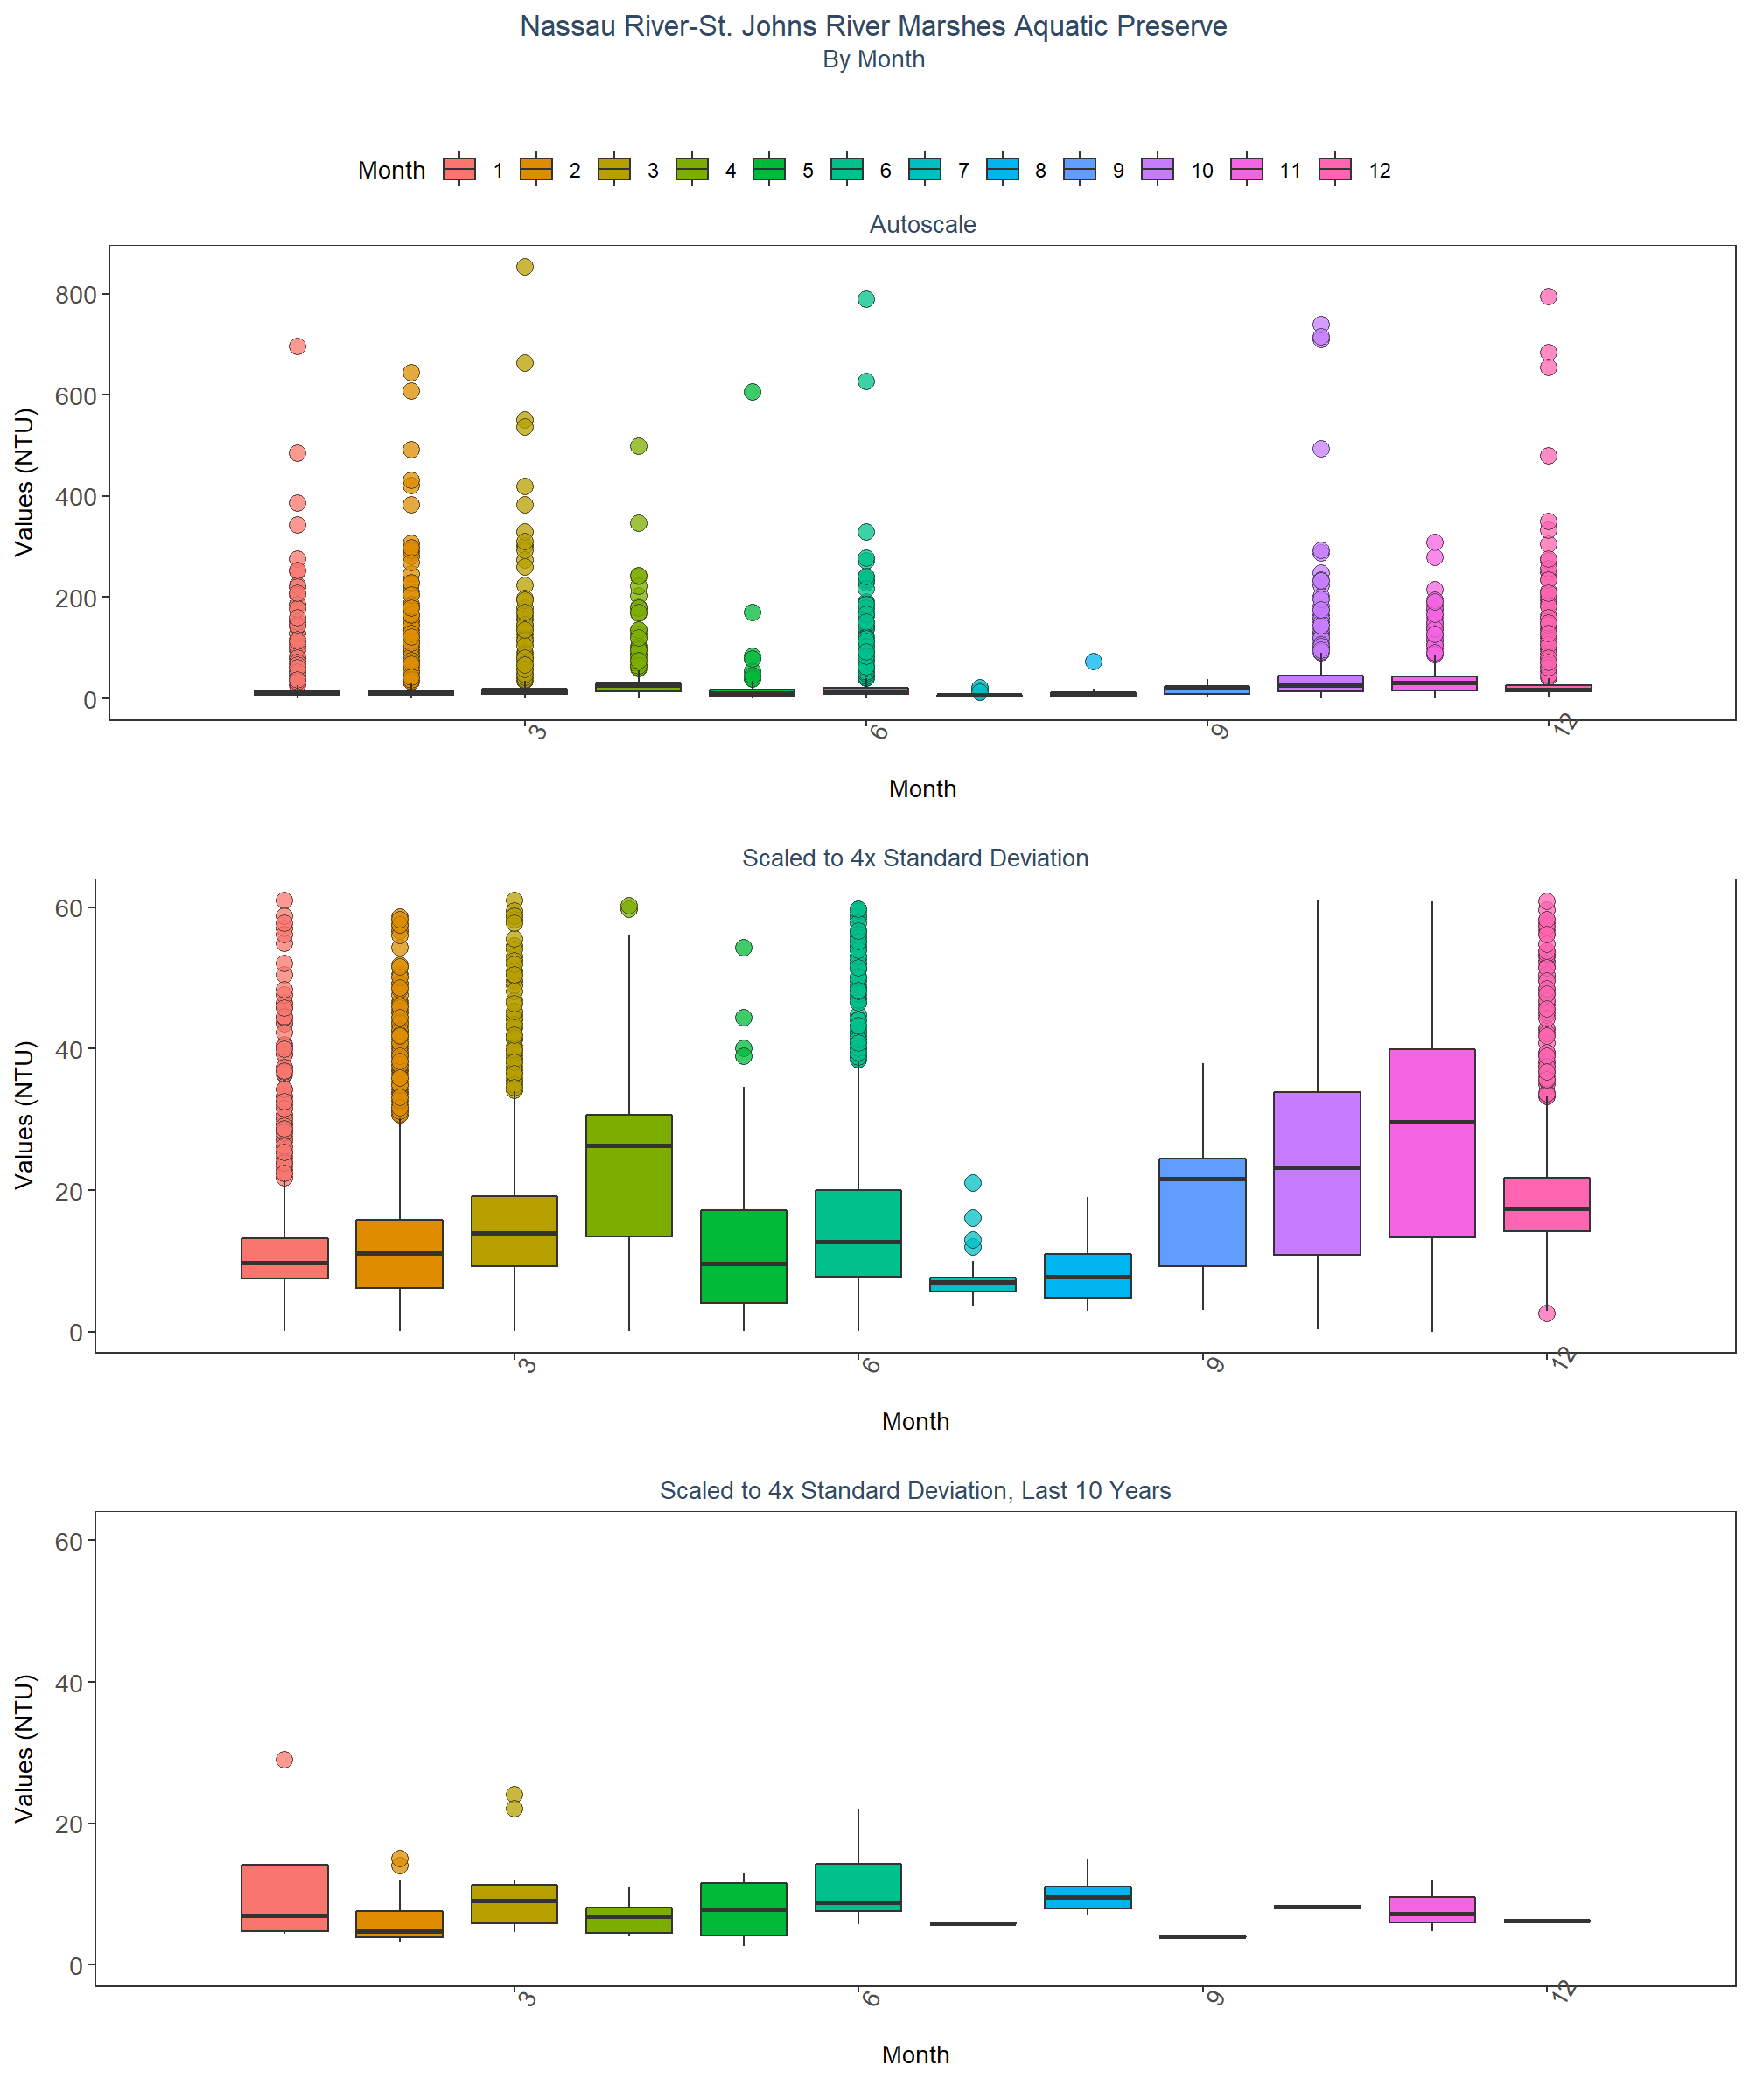 Nassau River-St. Johns River Marshes Aquatic Preserve
By Month
Month 1 2 3 4 5 6 7 8 9 10 11 12
Autoscale
Values (NTU)
800
600
400
200
0
3 6 9 12
Month
Scaled to 4x Standard Deviation
Values (NTU)
60
40
20
0
3 6 9 12
Month
Scaled to 4x Standard Deviation, Last 10 Years
Values (NTU)
60
40
20
0
3 6 9 12
Month